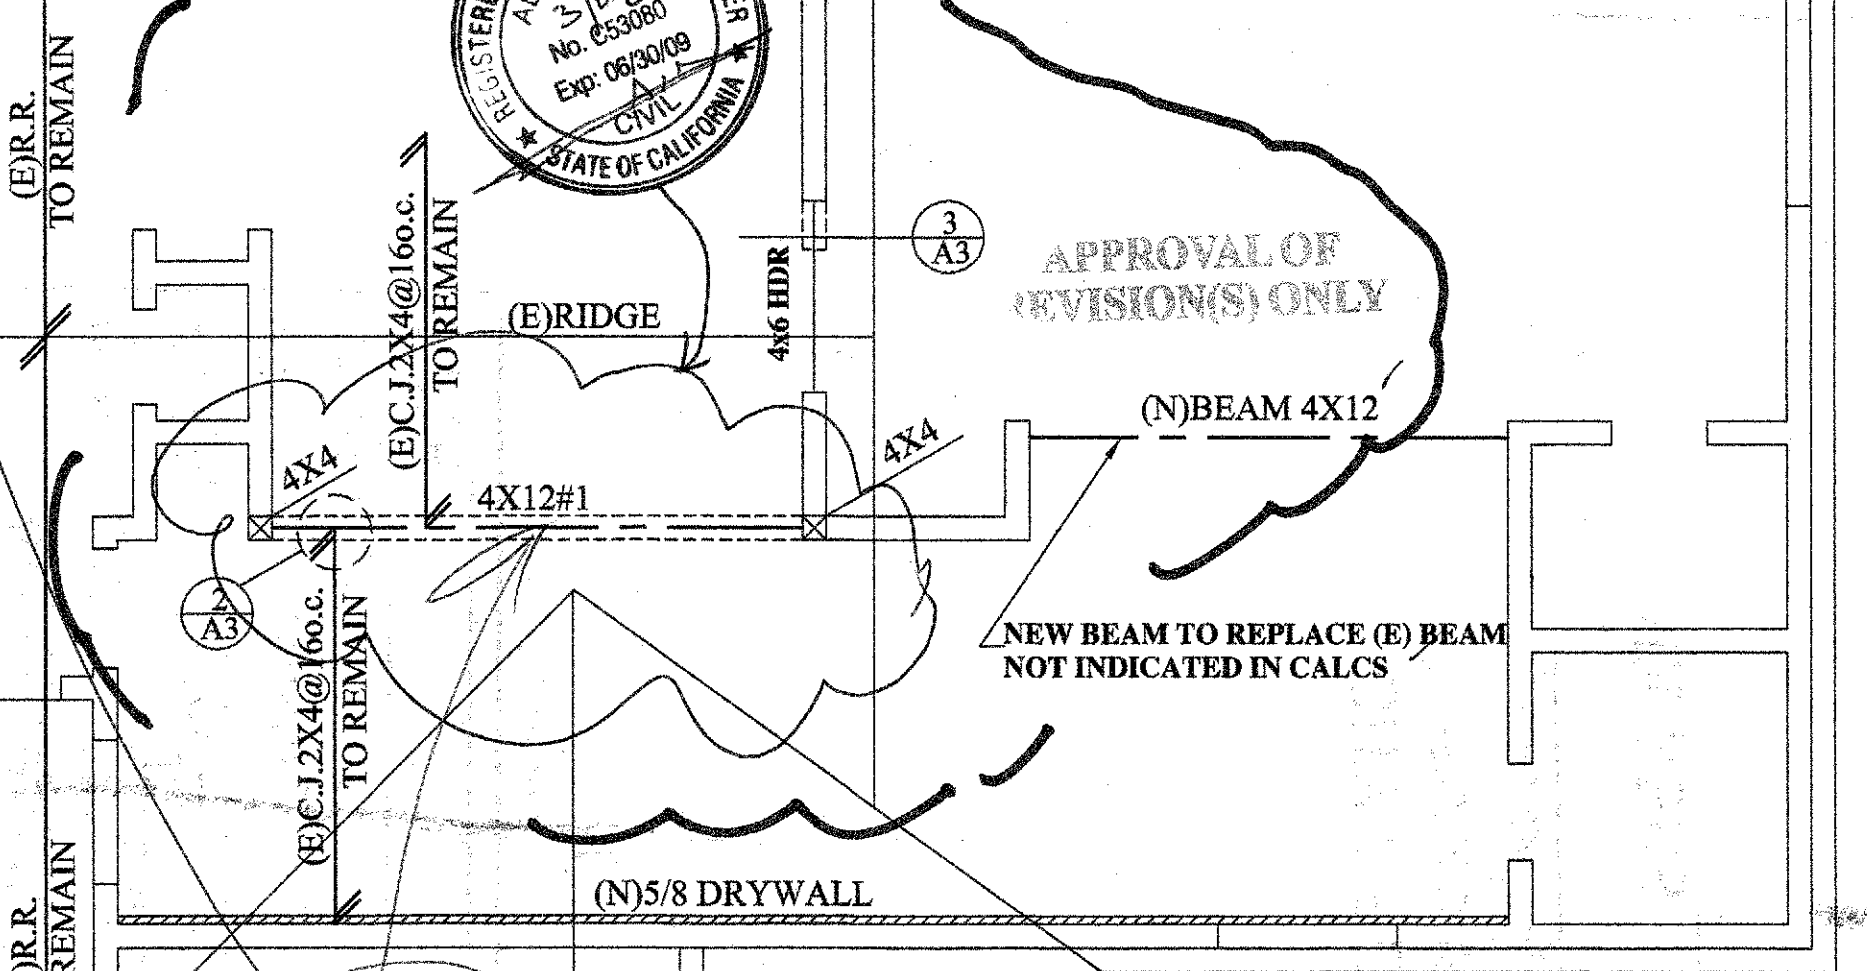 (E)R.R.
TO REMAIN
REGISTERED
No. C53080
Exp: 06/30/09
CIVIL
STATE OF CALIFORNIA
(E)C.J.2X4@16o.c.
TO REMAIN
(E)RIDGE
4x6 HDR
3
A3
APPROVAL OF
REVISION(S) ONLY
(N)BEAM 4X12
4X4
4X4
4X12#1
2
A3
(E)C.J.2X4@16o.c.
TO REMAIN
NEW BEAM TO REPLACE (E) BEAM
NOT INDICATED IN CALCS
(N)5/8 DRYWALL
)R.R.
REMAIN